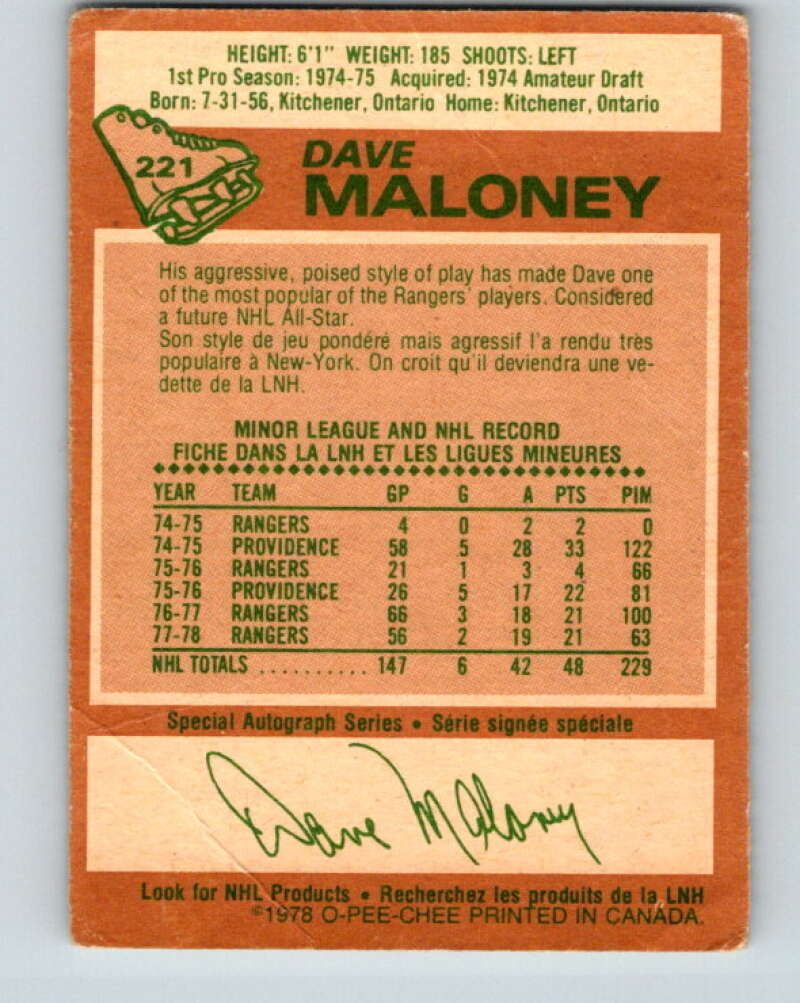 HEIGHT: 6'1" WEIGHT: 185 SHOOTS: LEFT
1st Pro Season: 1974-75 Acquired: 1974 Amateur Draft
Born: 7-31-56, Kitchener, Ontario Home: Kitchener, Ontario
221
DAVE
MALONEY
His aggressive, poised style of play has made Dave one
of the most popular of the Rangers' players. Considered
a future NHL All-Star.
Son style de jeu pondéré mais agressif l'a rendu très
populaire à New-York. On croit qu'il deviendra une ve-
dette de la LNH.
MINOR LEAGUE AND NHL RECORD
FICHE DANS LA LNH ET LES LIGUES MINEURES
YEAR TEAM GP G A PTS PIM
74-75 RANGERS 4 0 2 2 0
74-75 PROVIDENCE 58 5 28 33 122
75-76 RANGERS 21 1 3 4 66
75-76 PROVIDENCE 26 5 17 22 81
76-77 RANGERS 66 3 18 21 100
77-78 RANGERS 56 2 19 21 63
NHL TOTALS .......... 147 6 42 48 229
Special Autograph Series • Série signée spéciale
Dave Maloney
Look for NHL Products • Recherchez les produits de la LNH
©1978 O-PEE-CHEE PRINTED IN CANADA.